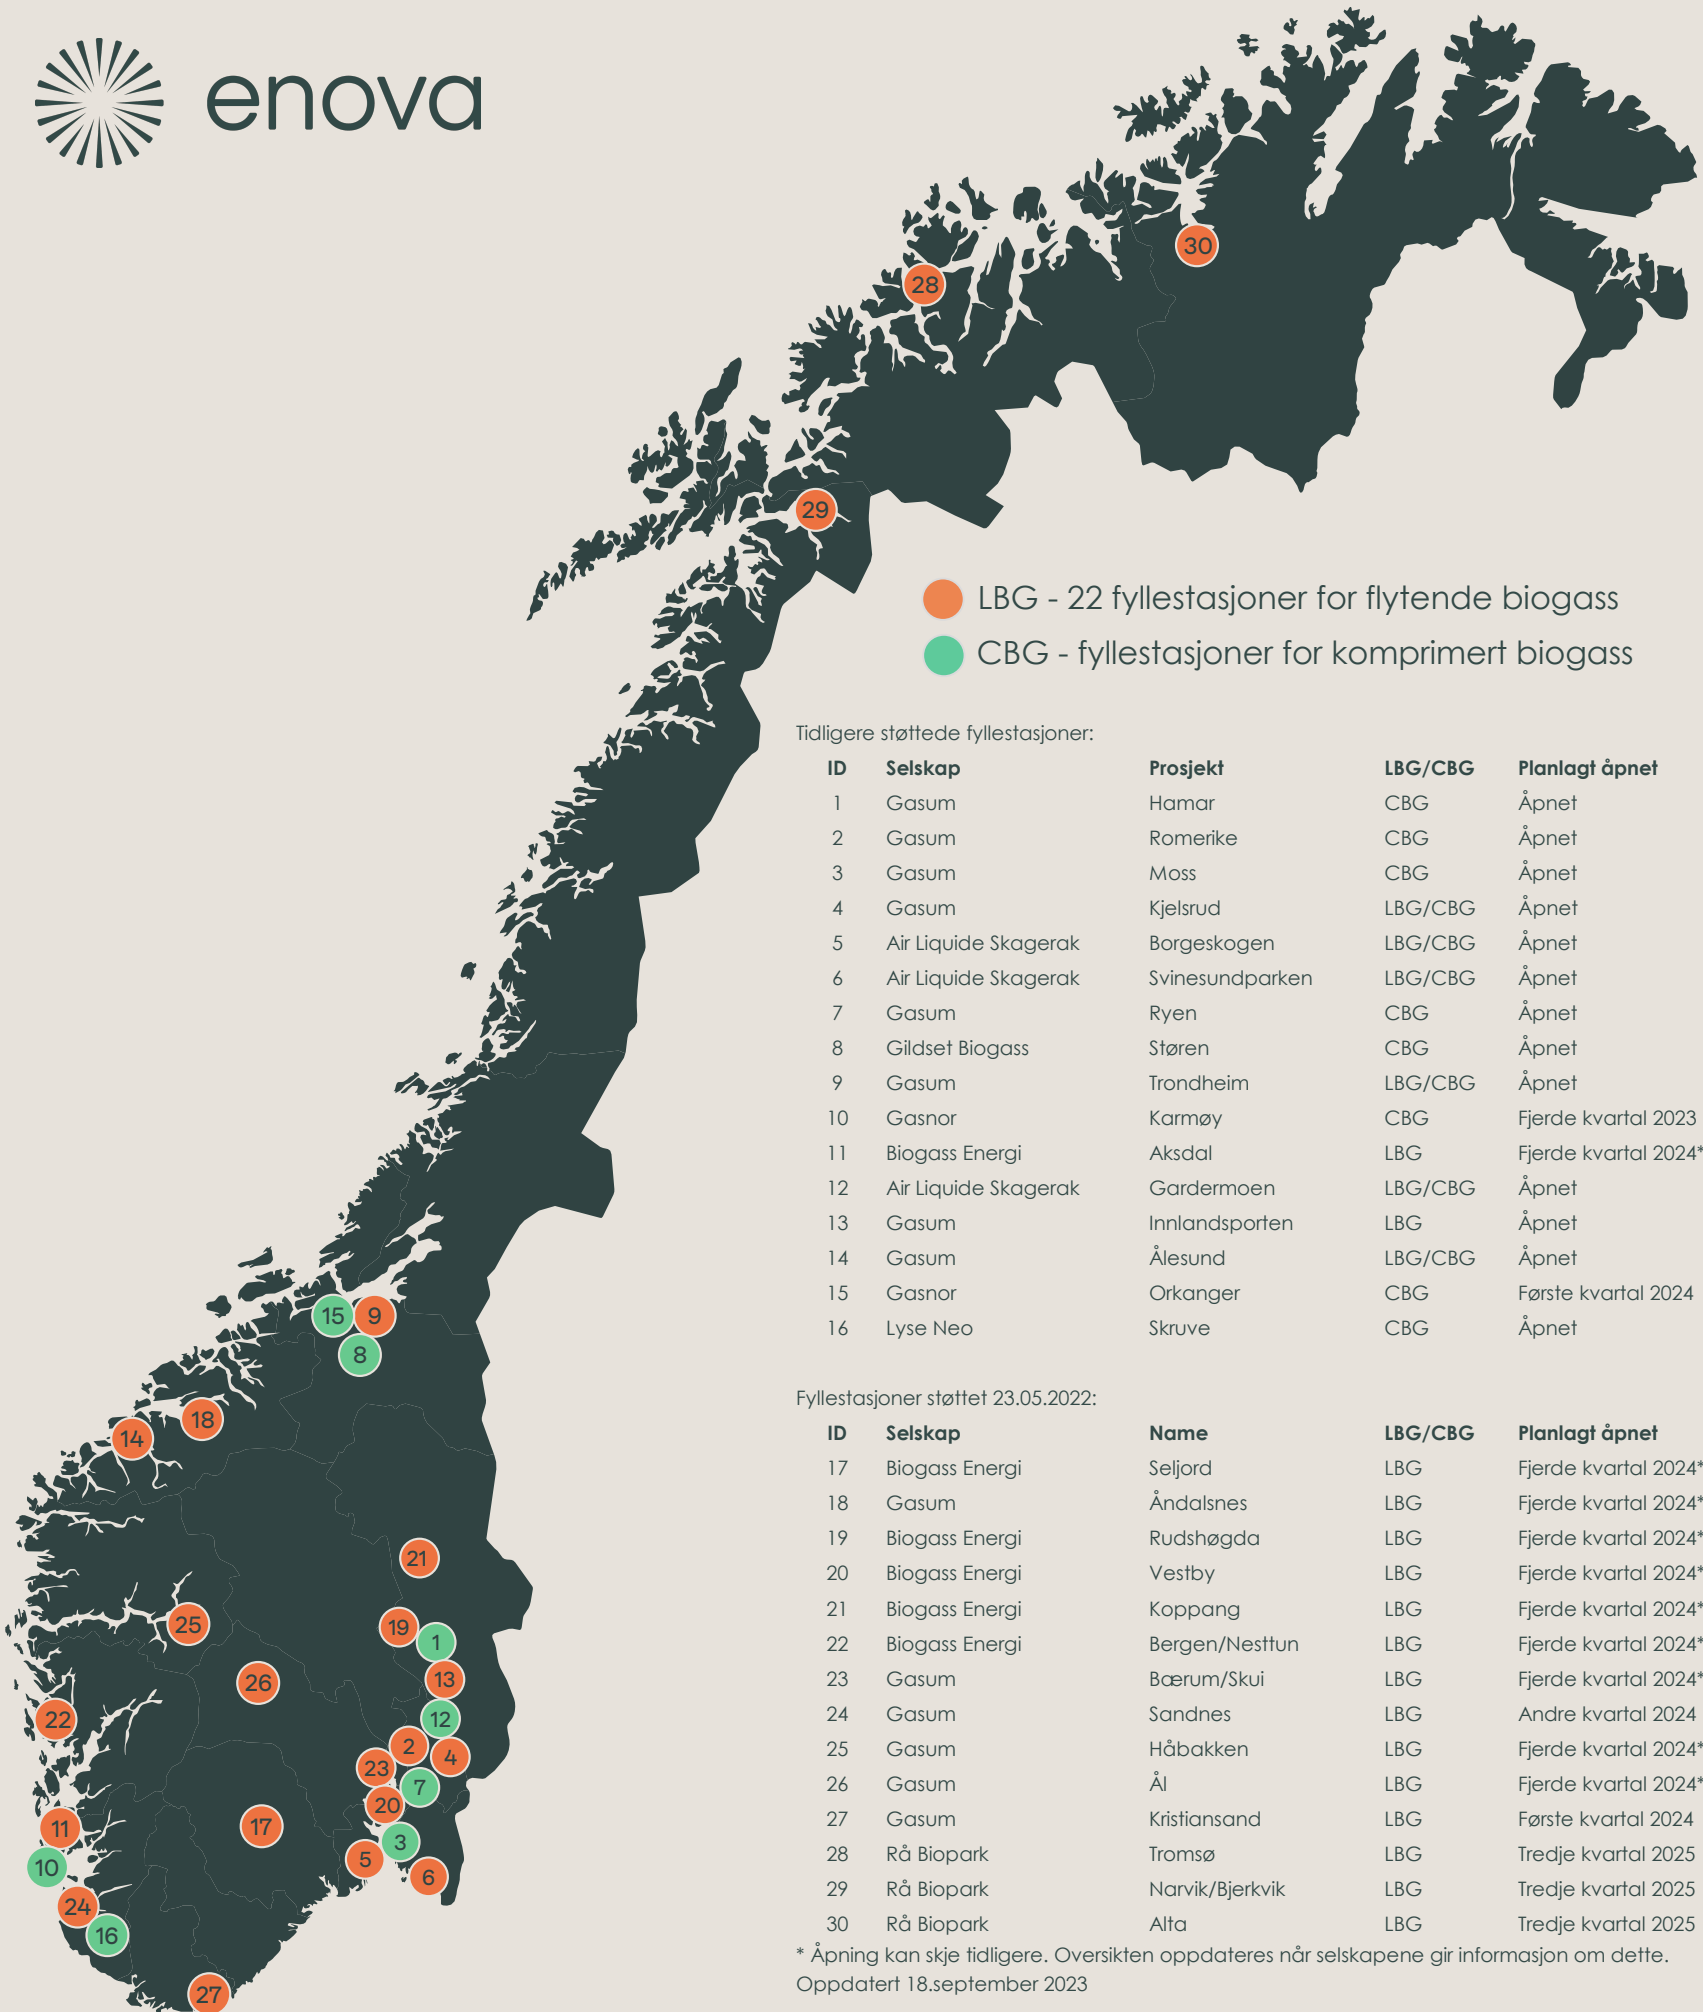 enova
30
28
29
LBG - 22 fyllestasjoner for flytende biogass
CBG - fyllestasjoner for komprimert biogass
Tidligere støttede fyllestasjoner:
ID Selskap Prosjekt LBG/CBG Planlagt åpnet
1 Gasum Hamar CBG Åpnet
2 Gasum Romerike CBG Åpnet
3 Gasum Moss CBG Åpnet
4 Gasum Kjelsrud LBG/CBG Åpnet
5 Air Liquide Skagerak Borgeskogen LBG/CBG Åpnet
6 Air Liquide Skagerak Svinesundparken LBG/CBG Åpnet
7 Gasum Ryen CBG Åpnet
8 Gildset Biogass Støren CBG Åpnet
9 Gasum Trondheim LBG/CBG Åpnet
10 Gasnor Karmøy CBG Fjerde kvartal 2023
11 Biogass Energi Aksdal LBG Fjerde kvartal 2024*
12 Air Liquide Skagerak Gardermoen LBG/CBG Åpnet
13 Gasum Innlandsporten LBG Åpnet
14 Gasum Ålesund LBG/CBG Åpnet
15 Gasnor Orkanger CBG Første kvartal 2024
16 Lyse Neo Skruve CBG Åpnet
Fyllestasjoner støttet 23.05.2022:
ID Selskap Name LBG/CBG Planlagt åpnet
17 Biogass Energi Seljord LBG Fjerde kvartal 2024*
18 Gasum Åndalsnes LBG Fjerde kvartal 2024*
19 Biogass Energi Rudshøgda LBG Fjerde kvartal 2024*
20 Biogass Energi Vestby LBG Fjerde kvartal 2024*
21 Biogass Energi Koppang LBG Fjerde kvartal 2024*
22 Biogass Energi Bergen/Nesttun LBG Fjerde kvartal 2024*
23 Gasum Bærum/Skui LBG Fjerde kvartal 2024*
24 Gasum Sandnes LBG Andre kvartal 2024
25 Gasum Håbakken LBG Fjerde kvartal 2024*
26 Gasum Ål LBG Fjerde kvartal 2024*
27 Gasum Kristiansand LBG Første kvartal 2024
28 Rå Biopark Tromsø LBG Tredje kvartal 2025
29 Rå Biopark Narvik/Bjerkvik LBG Tredje kvartal 2025
30 Rå Biopark Alta LBG Tredje kvartal 2025
* Åpning kan skje tidligere. Oversikten oppdateres når selskapene gir informasjon om dette.
Oppdatert 18.september 2023
15 9
8
18
14
21
25
19
1
26
13
22
12
2
4
23
7
20
17
11
3
5
10
6
24
16
27